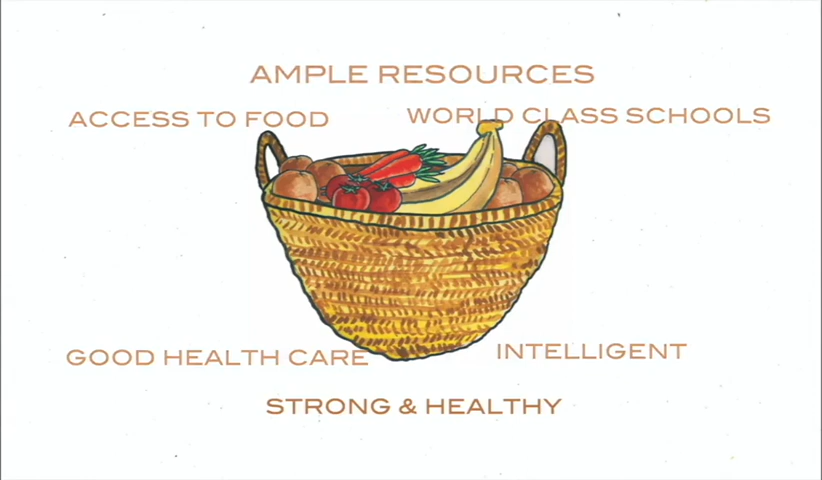 AMPLE RESOURCES
ACCESS TO FOOD
WORLD CLASS SCHOOLS
GOOD HEALTH CARE
INTELLIGENT
STRONG & HEALTHY